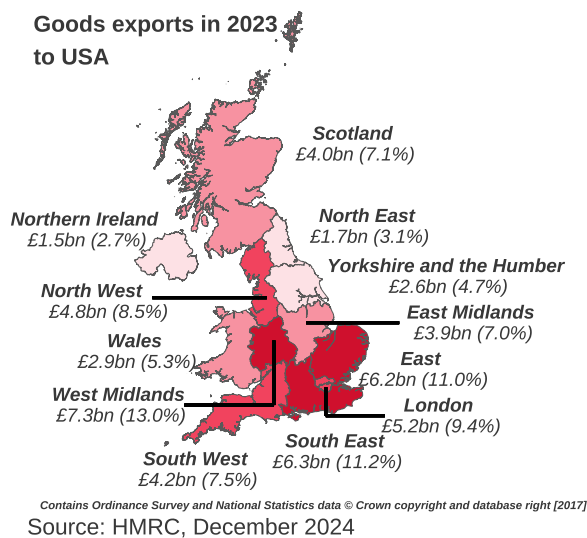 Goods exports in 2023
to USA
Scotland
£4.0bn (7.1%)
Northern Ireland
£1.5bn (2.7%)
North East
£1.7bn (3.1%)
Yorkshire and the Humber
£2.6bn (4.7%)
North West
£4.8bn (8.5%)
East Midlands
£3.9bn (7.0%)
Wales
£2.9bn (5.3%)
East
£6.2bn (11.0%)
West Midlands
£7.3bn (13.0%)
London
£5.2bn (9.4%)
South East
£6.3bn (11.2%)
South West
£4.2bn (7.5%)
Contains Ordinance Survey and National Statistics data © Crown copyright and database right [2017]
Source: HMRC, December 2024